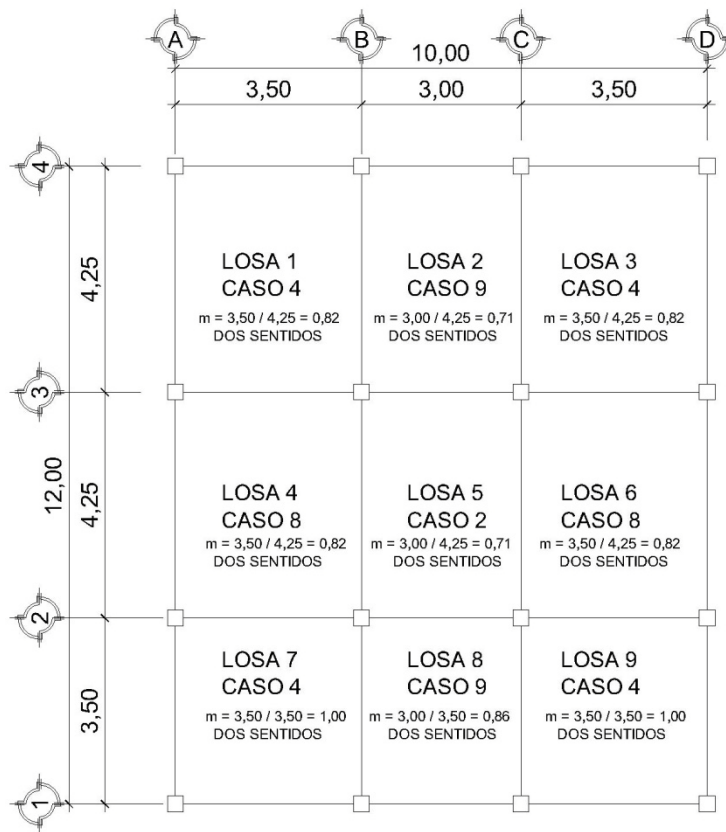 A B C D
10,00
3,50 3,00 3,50
4
4,25
LOSA 1
CASO 4
m = 3,50 / 4,25 = 0,82
DOS SENTIDOS
LOSA 2
CASO 9
m = 3,00 / 4,25 = 0,71
DOS SENTIDOS
LOSA 3
CASO 4
m = 3,50 / 4,25 = 0,82
DOS SENTIDOS
3
12,00
4,25
LOSA 4
CASO 8
m = 3,50 / 4,25 = 0,82
DOS SENTIDOS
LOSA 5
CASO 2
m = 3,00 / 4,25 = 0,71
DOS SENTIDOS
LOSA 6
CASO 8
m = 3,50 / 4,25 = 0,82
DOS SENTIDOS
2
3,50
LOSA 7
CASO 4
m = 3,50 / 3,50 = 1,00
DOS SENTIDOS
LOSA 8
CASO 9
m = 3,00 / 3,50 = 0,86
DOS SENTIDOS
LOSA 9
CASO 4
m = 3,50 / 3,50 = 1,00
DOS SENTIDOS
1